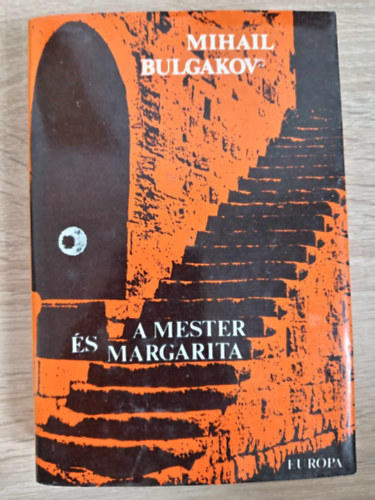 MIHAIL
BULGAKOV
A MESTER
ÉS MARGARITA
EURÓPA